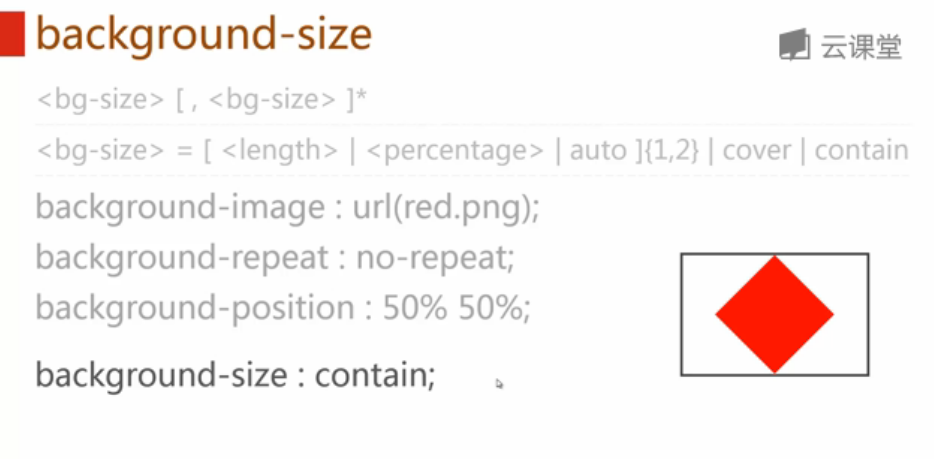 background-size
云课堂
<bg-size> [ , <bg-size> ]*
<bg-size> = [ <length> | <percentage> | auto ]{1,2} | cover | contain
background-image : url(red.png);
background-repeat : no-repeat;
background-position : 50% 50%;
background-size : contain;